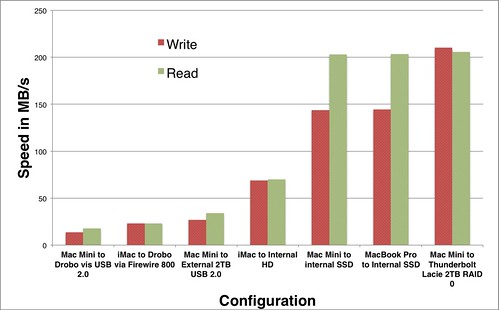 250
200
150
100
50
0
Speed in MB/s
Write
Read
Mac Mini to
Drobo vis USB
2.0
iMac to Drobo
via Firewire 800
Mac Mini to
External 2TB
USB 2.0
iMac to Internal
HD
Mac Mini to
internal SSD
MacBook Pro
to Internal SSD
Mac Mini to
Thunderbolt
Lacie 2TB RAID
0
Configuration